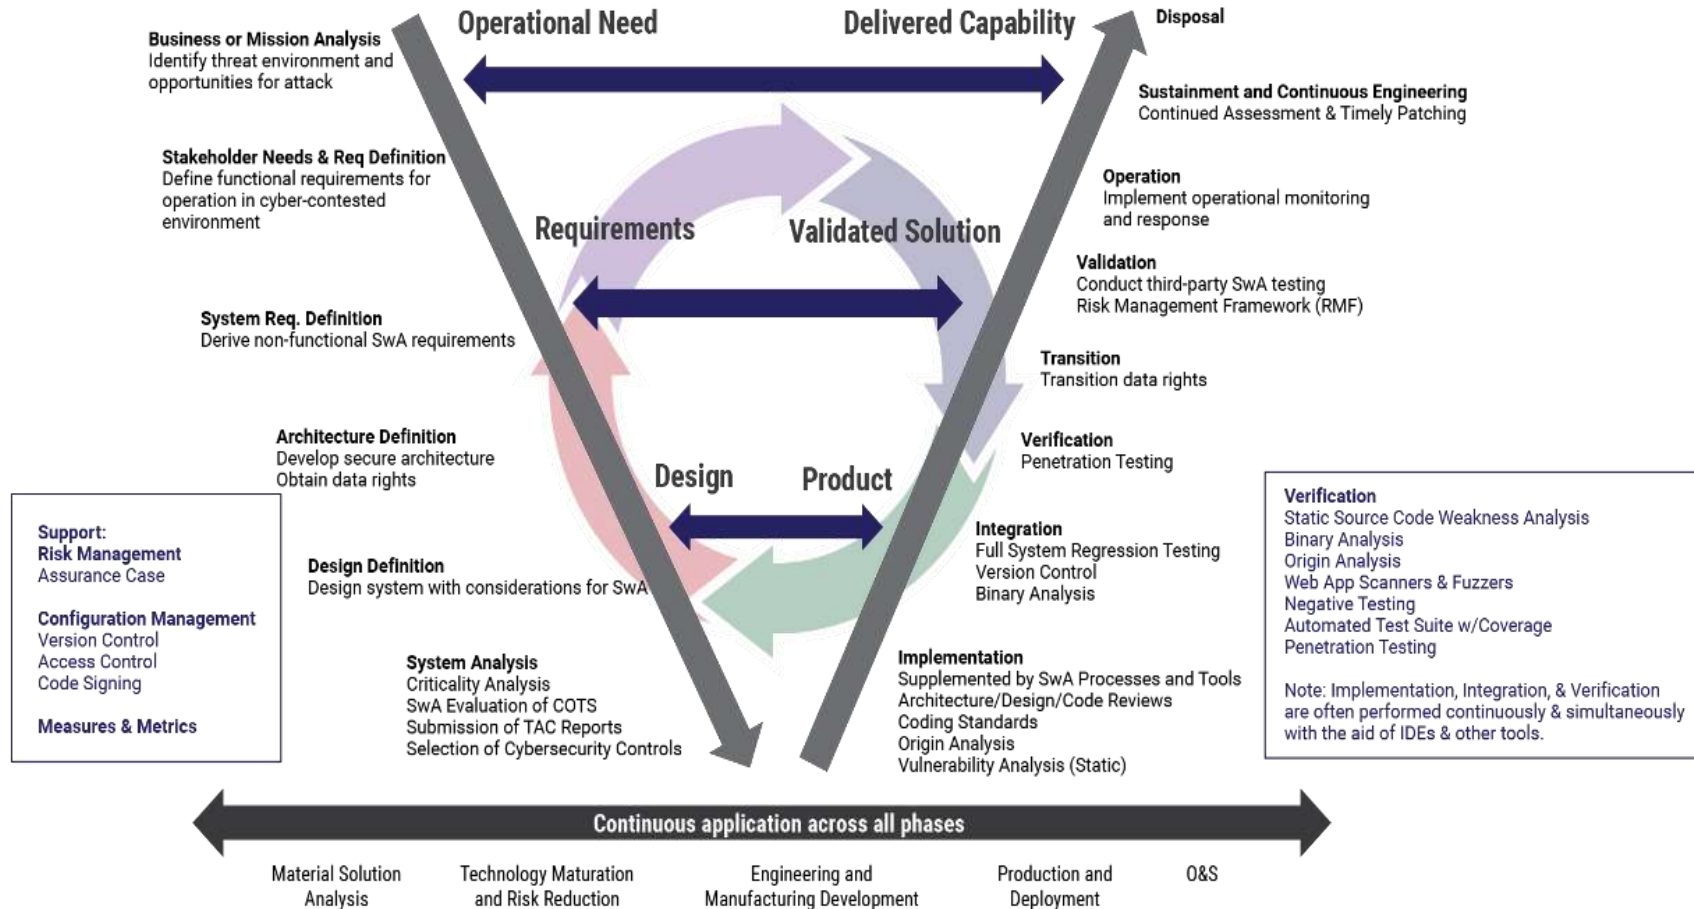 Operational Need
Delivered Capability
Business or Mission Analysis
Identify threat environment and
opportunities for attack
Stakeholder Needs & Req Definition
Define functional requirements for
operation in cyber-contested
environment
System Req. Definition
Derive non-functional SwA requirements
Architecture Definition
Develop secure architecture
Obtain data rights
Design Definition
Design system with considerations for SwA
System Analysis
Criticality Analysis
SwA Evaluation of COTS
Submission of TAC Reports
Selection of Cybersecurity Controls
Requirements
Validated Solution
Design
Product
Disposal
Sustainment and Continuous Engineering
Continued Assessment & Timely Patching
Operation
Implement operational monitoring
and response
Validation
Conduct third-party SwA testing
Risk Management Framework (RMF)
Transition
Transition data rights
Verification
Penetration Testing
Integration
Full System Regression Testing
Version Control
Binary Analysis
Implementation
Supplemented by SwA Processes and Tools
Architecture/Design/Code Reviews
Coding Standards
Origin Analysis
Vulnerability Analysis (Static)
Support:
Risk Management
Assurance Case
Configuration Management
Version Control
Access Control
Code Signing
Measures & Metrics
Verification
Static Source Code Weakness Analysis
Binary Analysis
Origin Analysis
Web App Scanners & Fuzzers
Negative Testing
Automated Test Suite w/Coverage
Penetration Testing
Note: Implementation, Integration, & Verification
are often performed continuously & simultaneously
with the aid of IDEs & other tools.
Continuous application across all phases
Material Solution
Analysis
Technology Maturation
and Risk Reduction
Engineering and
Manufacturing Development
Production and
Deployment
O&S